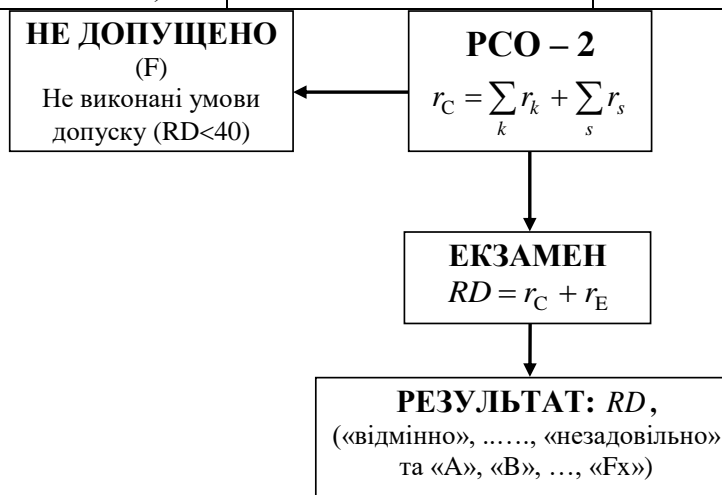 НЕ ДОПУЩЕНО
(F)
Не виконані умови
допуску (RD<40)
РСО – 2
r_C = ∑_k r_k + ∑_s r_s
ЕКЗАМЕН
RD = r_C + r_E
РЕЗУЛЬТАТ: RD,
(«відмінно», ……, «незадовільно»
та «А», «В», …, «Fx»)